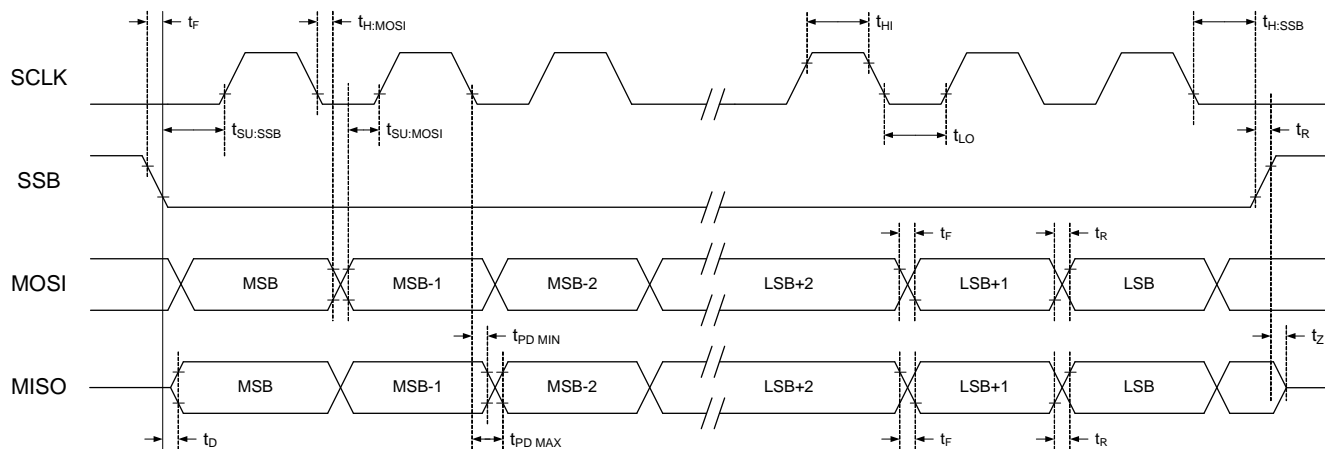 tF
tH:MOSI
tHI
tH:SSB
SCLK
tSU:SSB
tSU:MOSI
tLO
tR
SSB
tF
tR
MOSI
MSB
MSB-1
MSB-2
LSB+2
LSB+1
LSB
tPD MIN
tZ
MISO
MSB
MSB-1
MSB-2
LSB+2
LSB+1
LSB
tD
tPD MAX
tF
tR